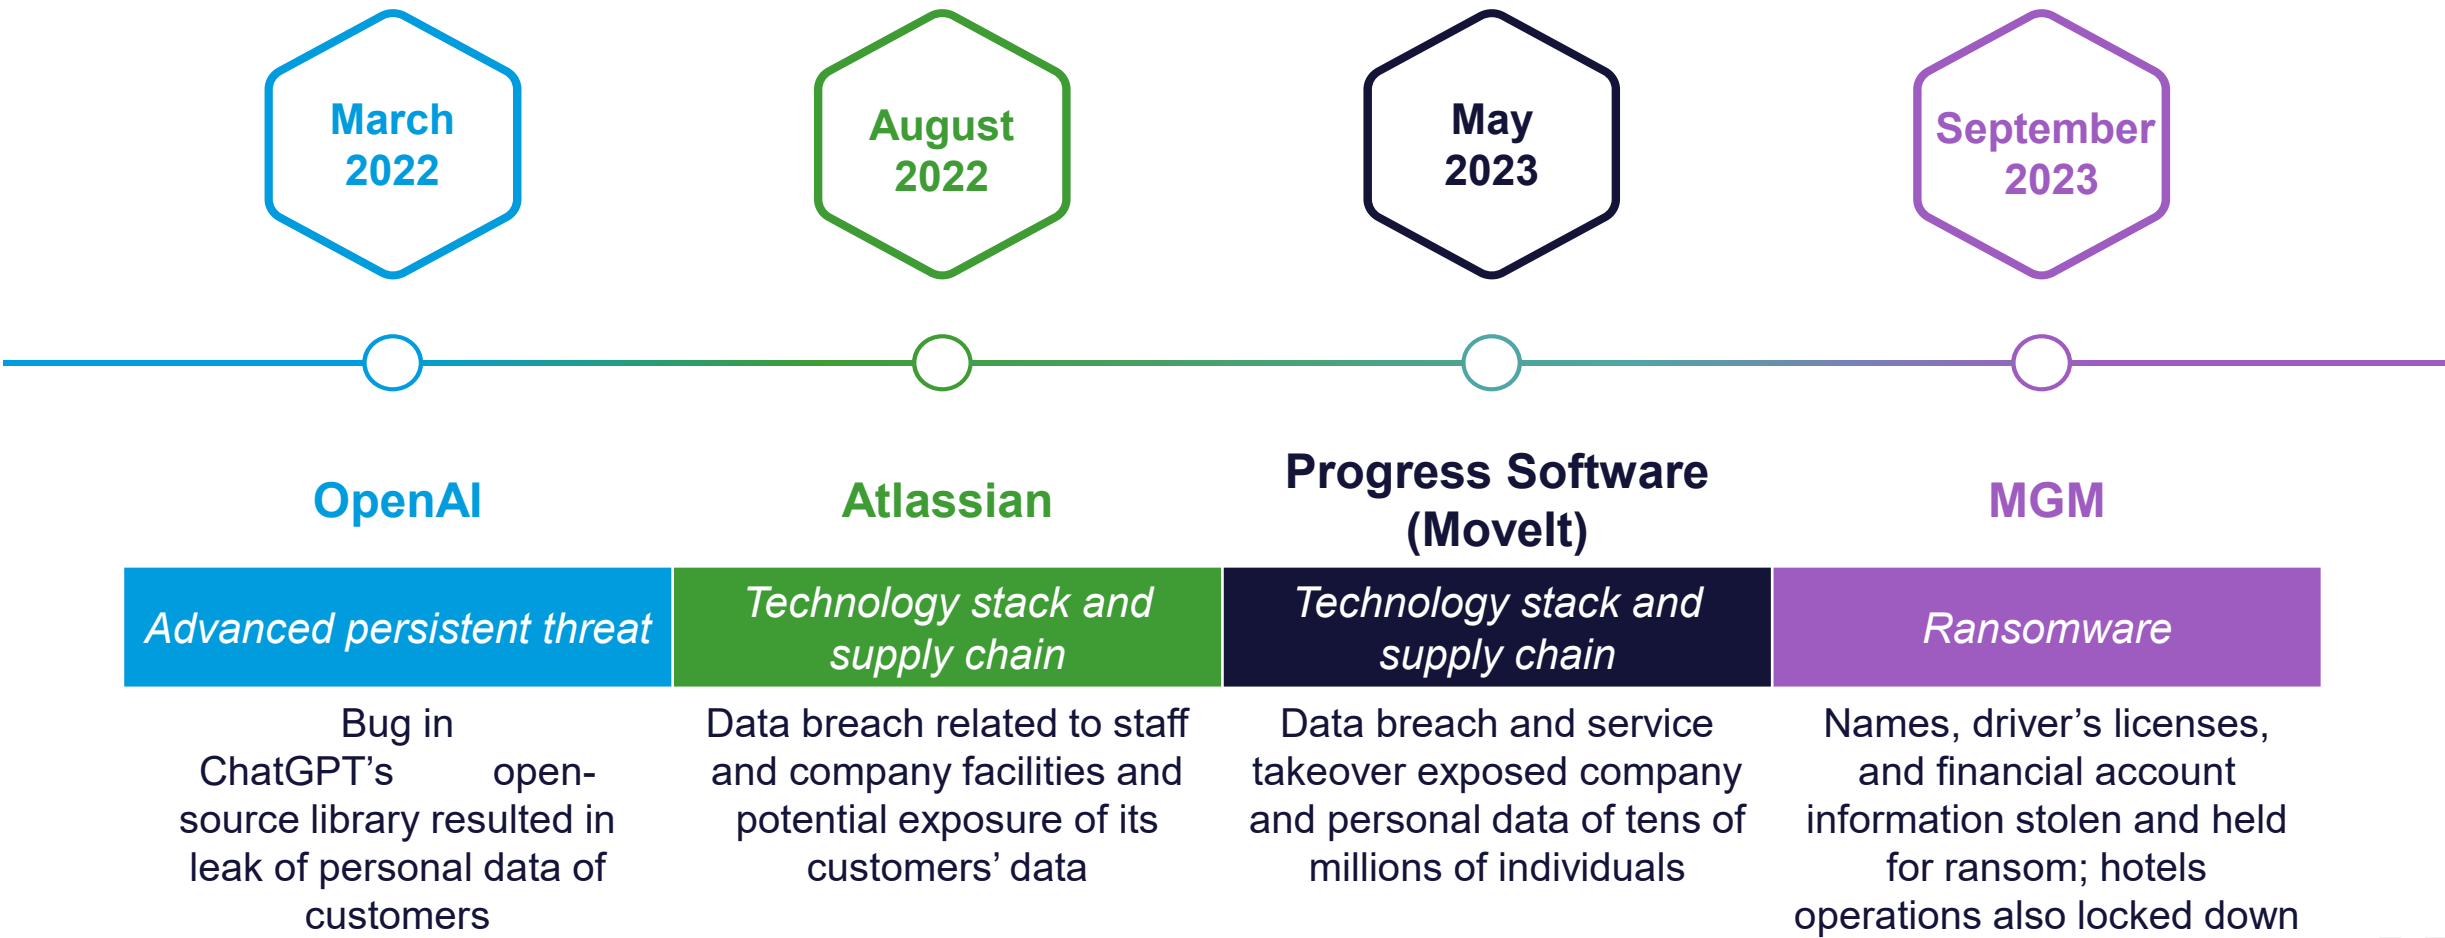 March
2022
August
2022
May
2023
September
2023
OpenAI
Atlassian
Progress Software
(MoveIt)
MGM
Advanced persistent threat
Technology stack and
supply chain
Technology stack and
supply chain
Ransomware
Bug in
ChatGPT’s open-
source library resulted in
leak of personal data of
customers
Data breach related to staff
and company facilities and
potential exposure of its
customers’ data
Data breach and service
takeover exposed company
and personal data of tens of
millions of individuals
Names, driver’s licenses,
and financial account
information stolen and held
for ransom; hotels
operations also locked down